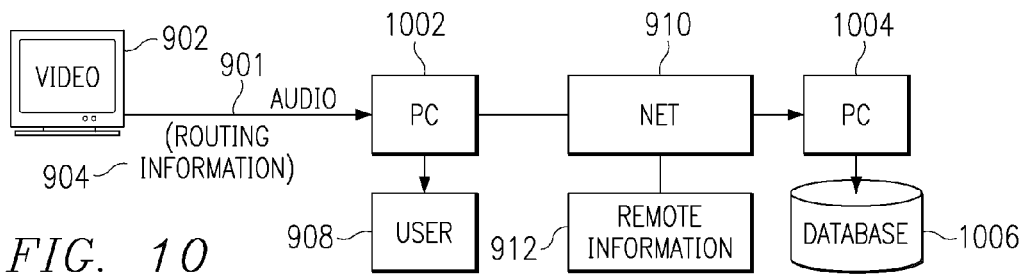 902
1002
910
1004
VIDEO
901
AUDIO
PC
NET
PC
(ROUTING
INFORMATION)
904
908
USER
912
REMOTE
INFORMATION
DATABASE
1006
FIG. 10